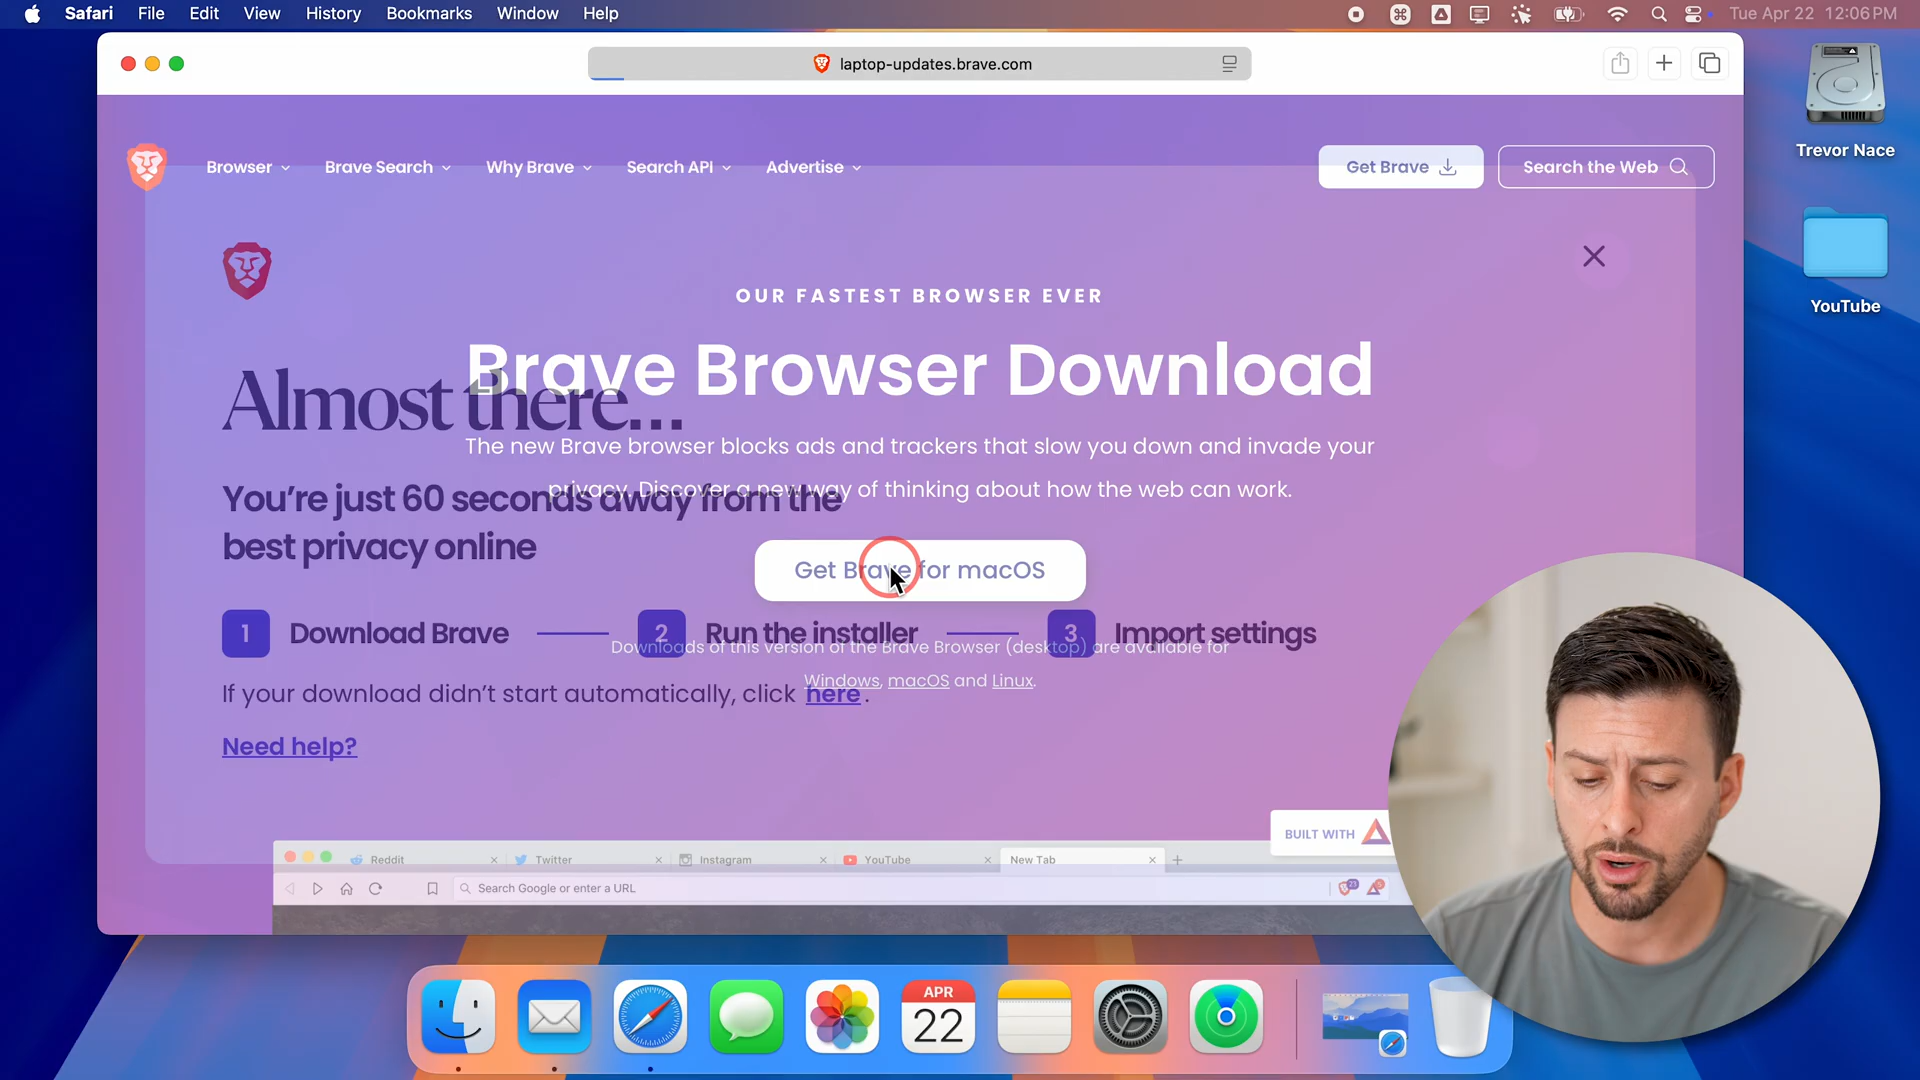 Safari File Edit View History Bookmarks Window Help
Tue Apr 22 12:06 PM
laptop-updates.brave.com
Trevor Nace
YouTube
Browser Brave Search Why Brave Search API Advertise
Get Brave Search the Web
OUR FASTEST BROWSER EVER
Brave Browser Download
Almost there...
The new Brave browser blocks ads and trackers that slow you down and invade your
privacy. Discover a new way of thinking about how the web can work.
You're just 60 seconds away from the
best privacy online
Get Brave for macOS
1 Download Brave 2 Run the installer 3 Import settings
Downloads of this version of the Brave Browser (desktop) are available for
Windows, macOS and Linux.
If your download didn't start automatically, click here.
Need help?
BUILT WITH
Reddit Twitter Instagram YouTube New Tab
Search Google or enter a URL
APR
22